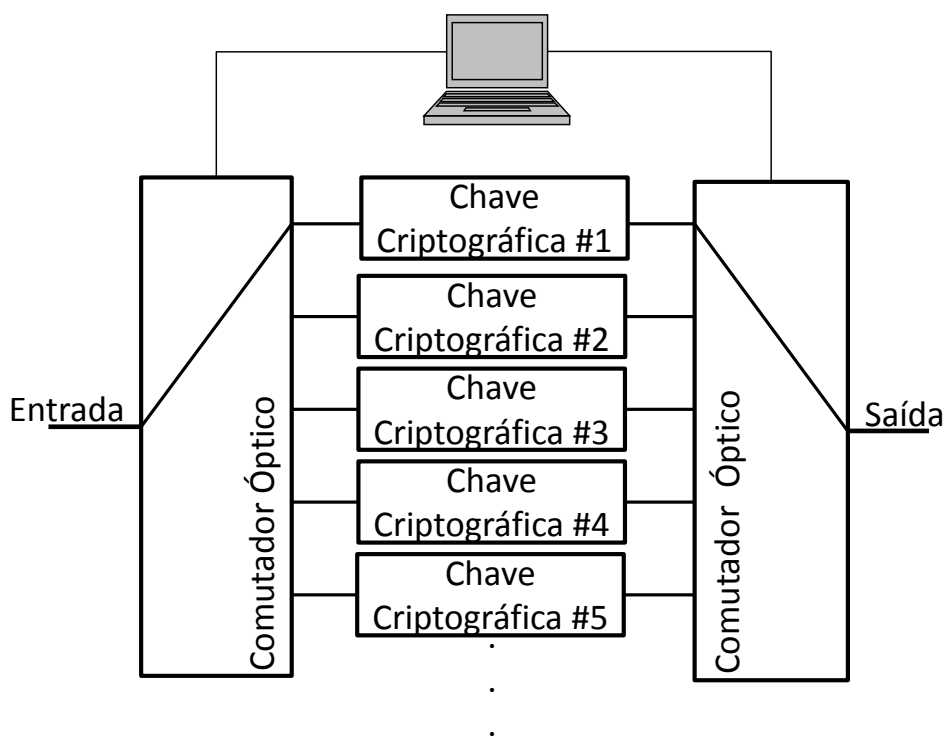 Chave
Criptográfica #1
Chave
Criptográfica #2
Chave
Criptográfica #3
Chave
Criptográfica #4
Chave
Criptográfica #5
.
.
.
Entrada
Comutador Óptico
Comutador Óptico
Saída